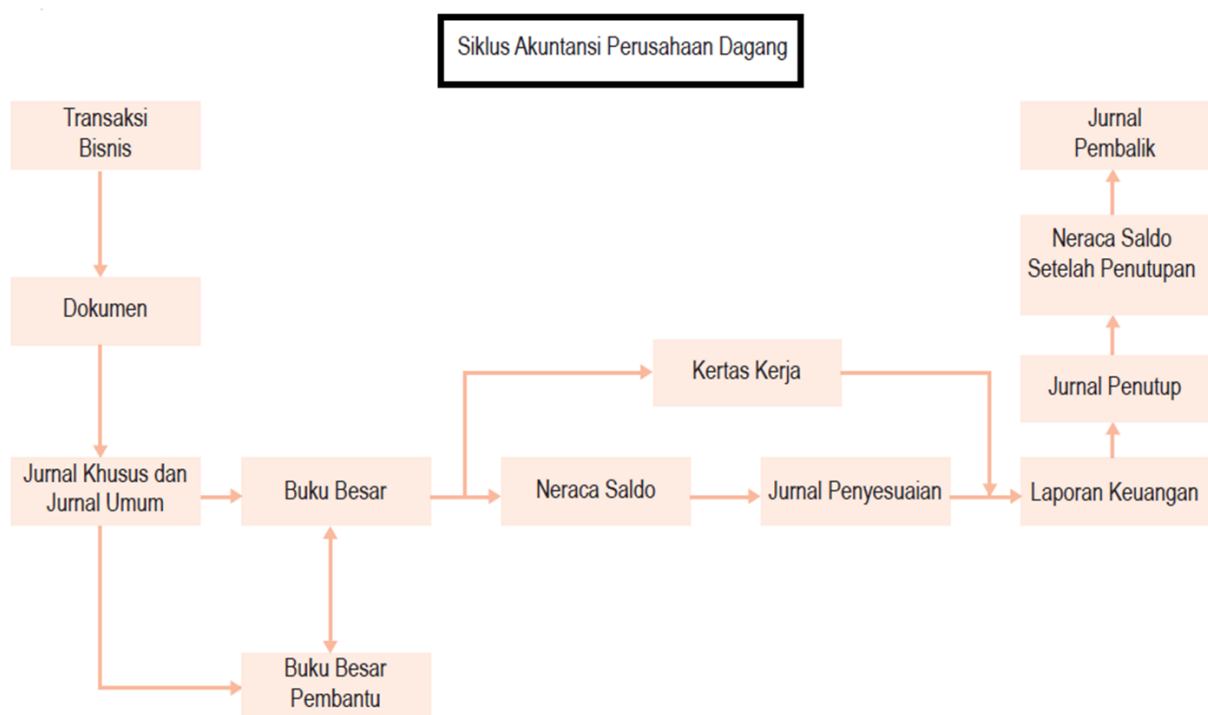 Siklus Akuntansi Perusahaan Dagang
Transaksi
Bisnis
Dokumen
Jurnal Khusus dan
Jurnal Umum
Buku Besar
Buku Besar
Pembantu
Kertas Kerja
Neraca Saldo
Jurnal Penyesuaian
Laporan Keuangan
Jurnal Penutup
Neraca Saldo
Setelah Penutupan
Jurnal
Pembalik